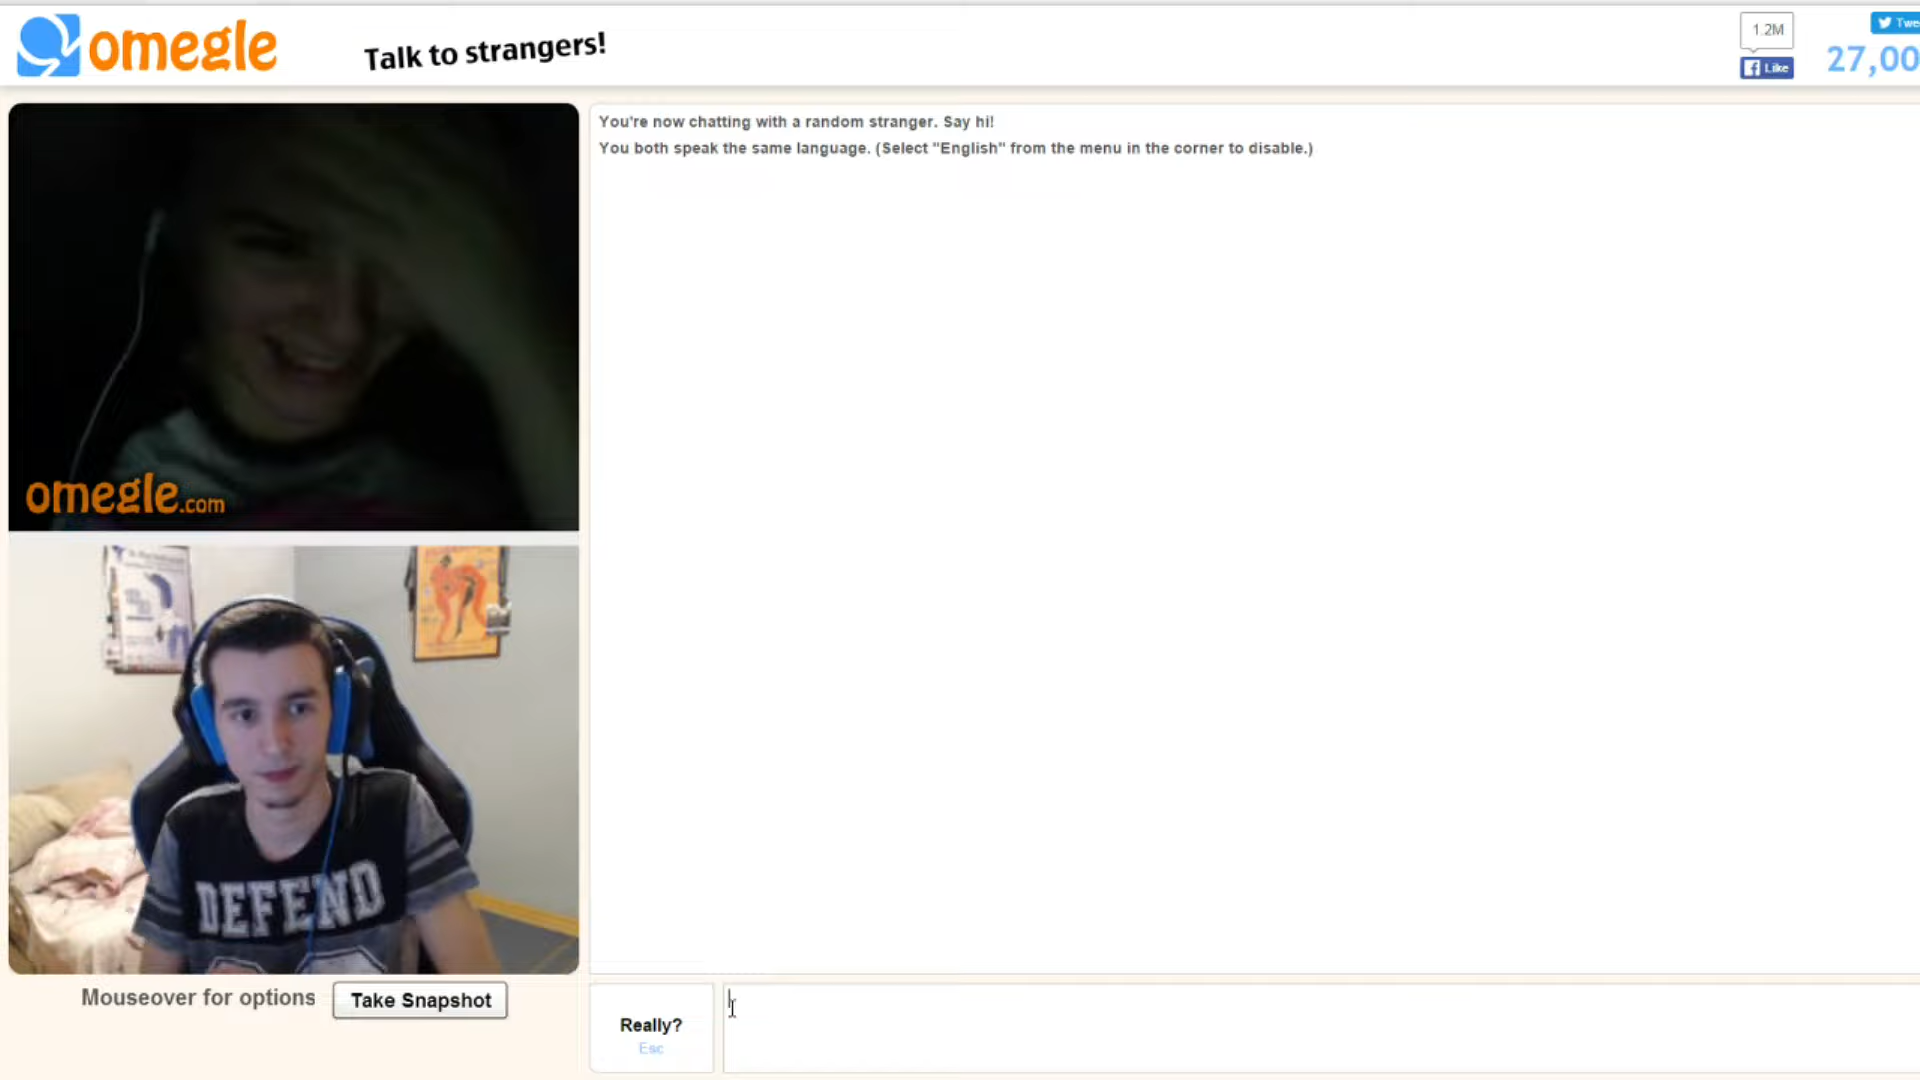 omegle
Talk to strangers!
1.2M
Like
Twe
27,00
You're now chatting with a random stranger. Say hi!
You both speak the same language. (Select "English" from the menu in the corner to disable.)
omegle.com
DEFEND
Mouseover for options
Take Snapshot
Really?
Esc